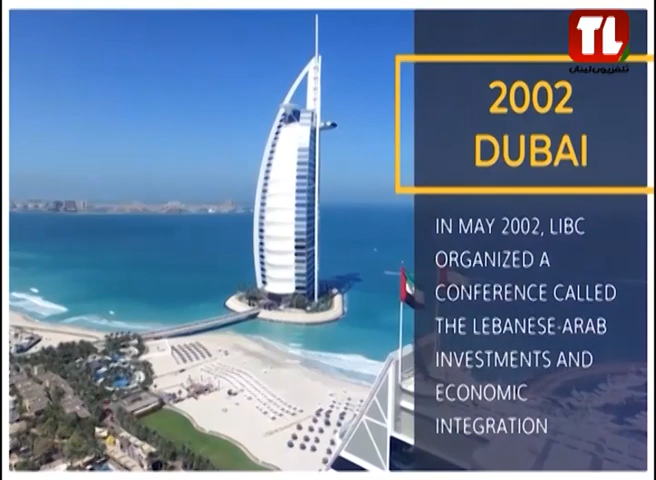 TL
تلفزيون لبنان
2002
DUBAI
IN MAY 2002, LIBC
ORGANIZED A
CONFERENCE CALLED
THE LEBANESE-ARAB
INVESTMENTS AND
ECONOMIC
INTEGRATION